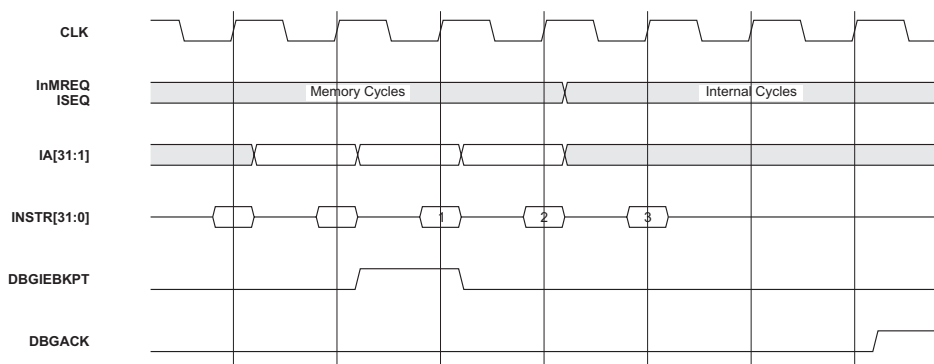 CLK
InMREQ
ISEQ
Memory Cycles
Internal Cycles
IA[31:1]
INSTR[31:0]
1
2
3
DBGIEBKPT
DBGACK